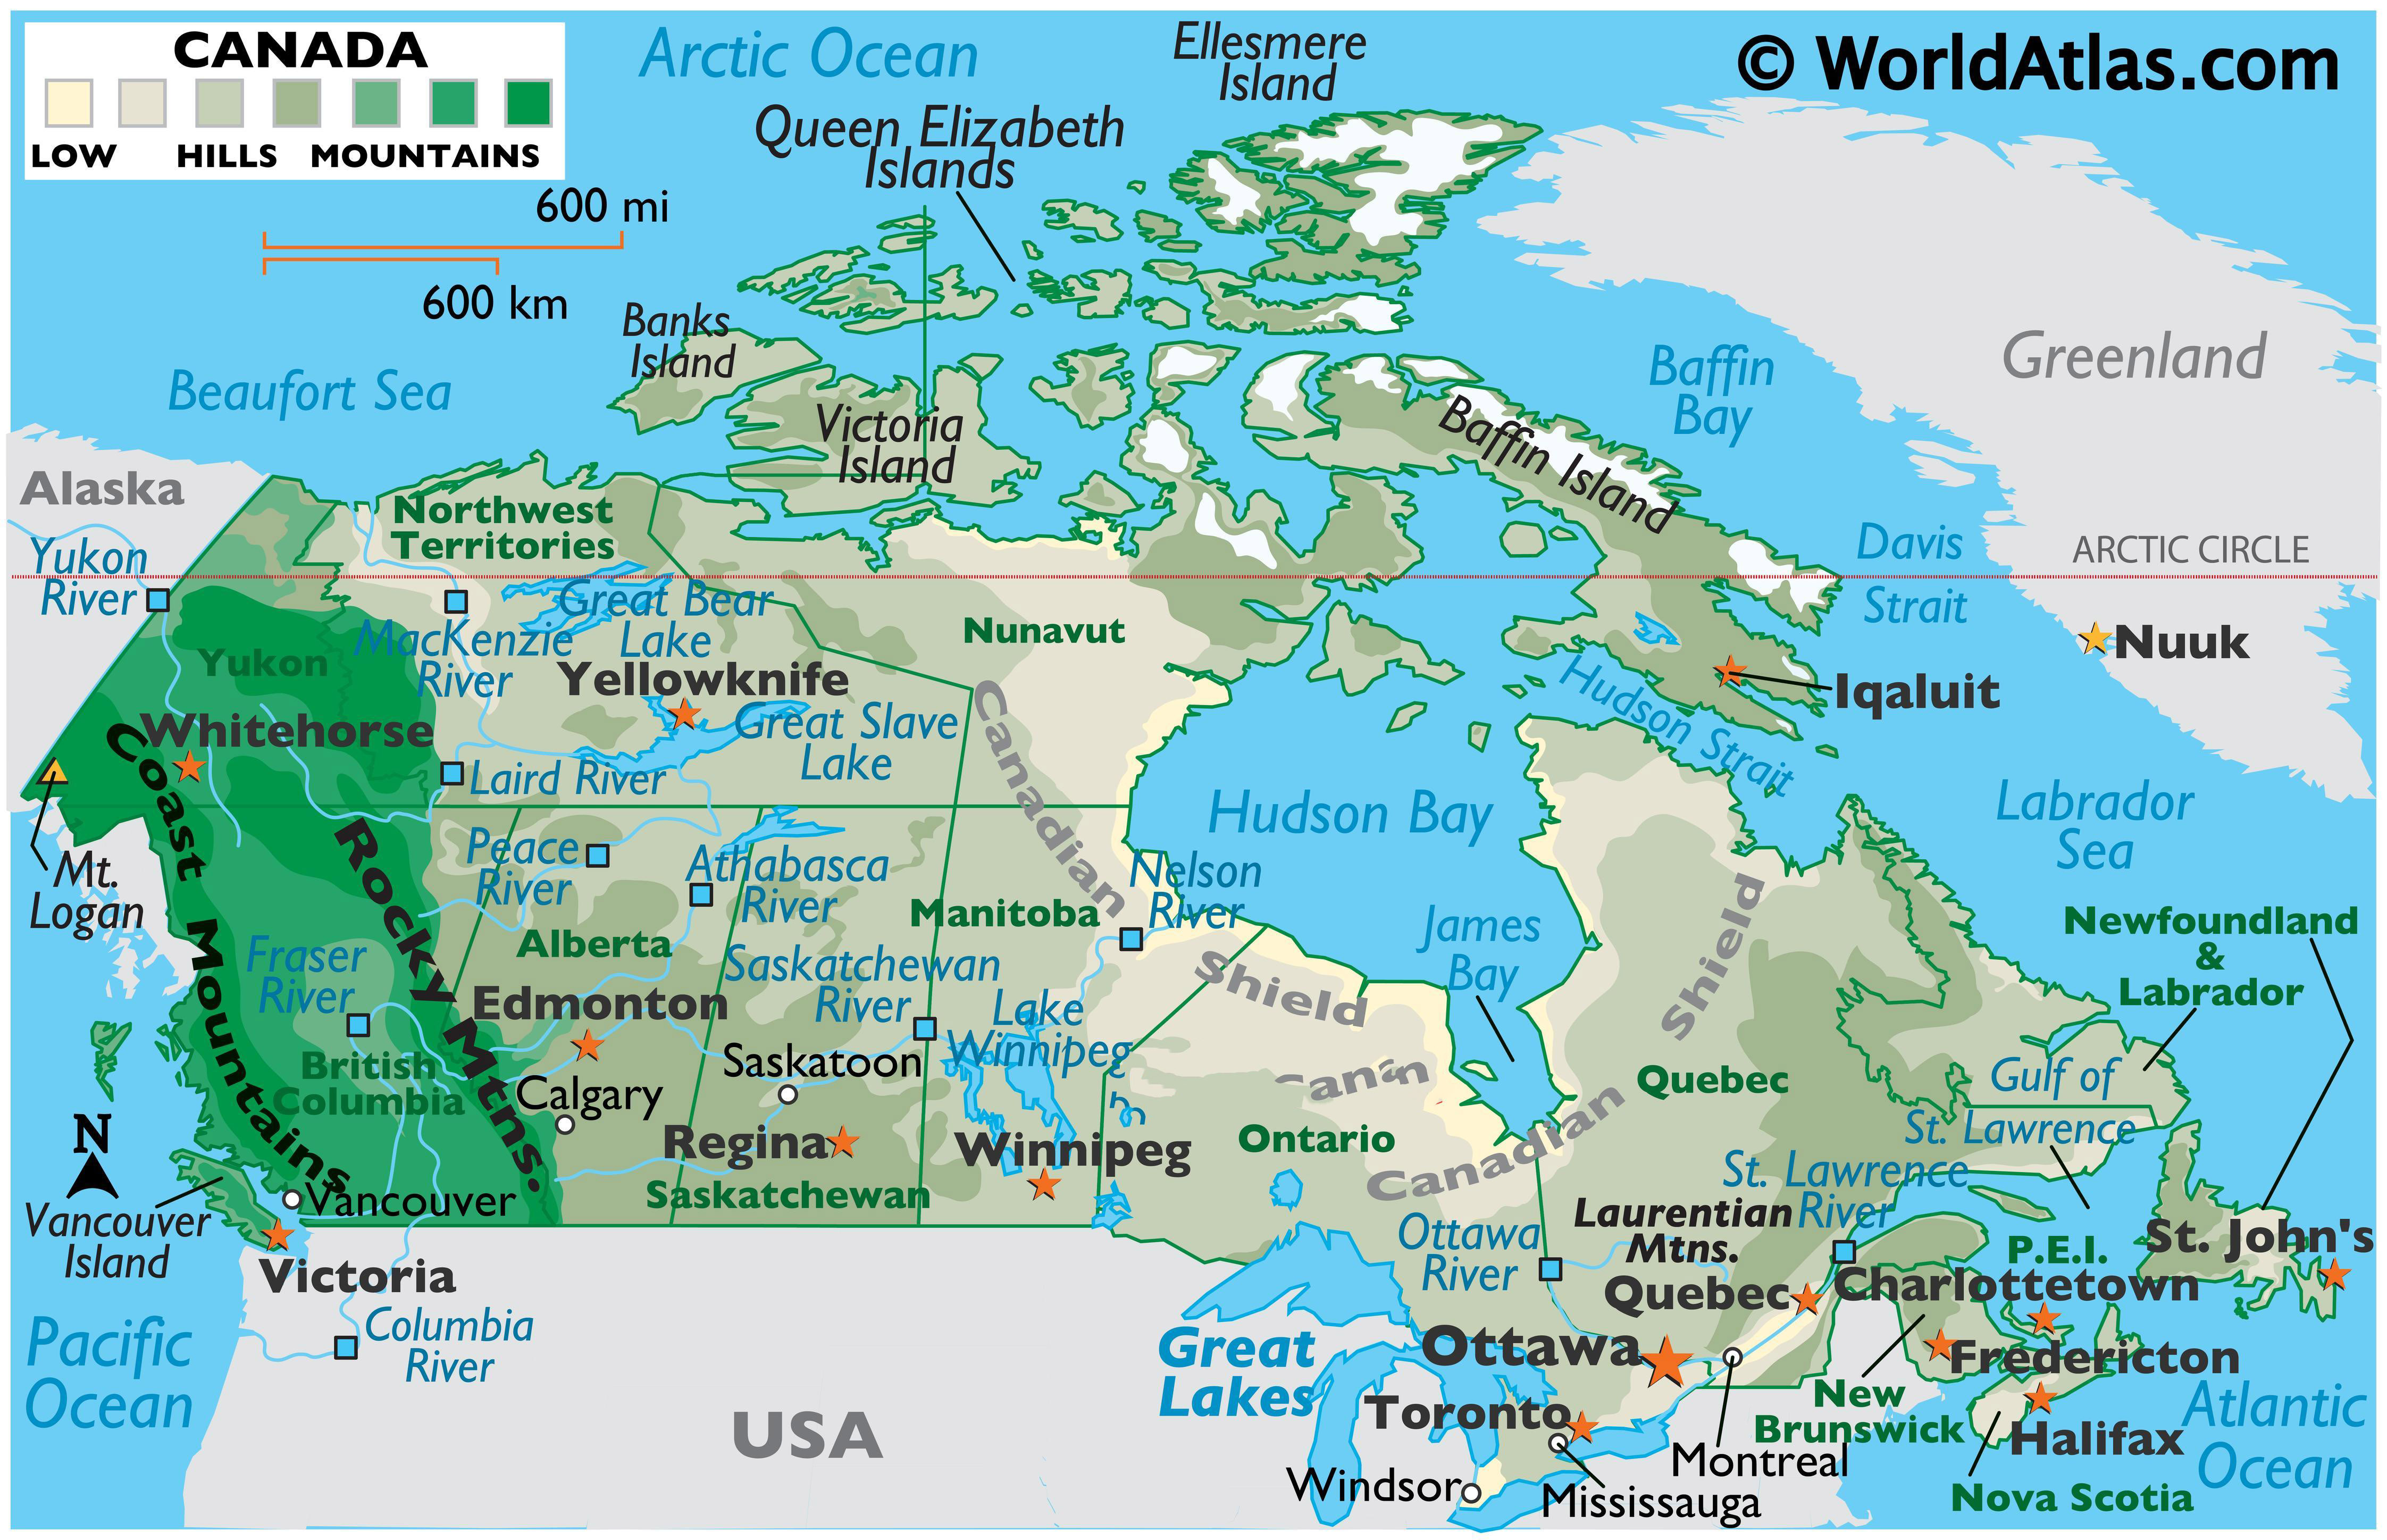 CANADA
LOW HILLS MOUNTAINS
600 mi
600 km
© WorldAtlas.com
Arctic Ocean
Ellesmere
Island
Queen Elizabeth
Islands
Banks
Island
Beaufort Sea
Victoria
Island
Baffin Island
Baffin
Bay
Greenland
Alaska
Northwest
Territories
Yukon
River
Davis
Strait
ARCTIC CIRCLE
Great Bear
Lake
MacKenzie
River
Nunavut
Nuuk
Yukon
Yellowknife
Iqaluit
Whitehorse
Great Slave
Lake
Hudson Strait
Laird River
Coast Mountains
Rocky Mtns.
Canadian
Shield
Hudson Bay
Labrador
Sea
Mt.
Logan
Peace
River
Athabasca
River
Nelson
River
Manitoba
Alberta
James
Bay
Shield
Newfoundland
&
Labrador
Fraser
River
Saskatchewan
River
Edmonton
Lake
Winnipeg
British
Columbia
Saskatoon
Calgary
Quebec
Gulf of
St. Lawrence
N
Regina
Winnipeg
Ontario
Canadian
St. Lawrence
River
Saskatchewan
Vancouver
Vancouver
Island
Victoria
Laurentian
Mtns.
Ottawa
River
P.E.I.
St. John's
Quebec
Charlottetown
Pacific
Ocean
Columbia
River
Great
Lakes
Ottawa
Fredericton
New
Brunswick
Toronto
Halifax
Atlantic
Ocean
USA
Montreal
Windsor
Mississauga
Nova Scotia